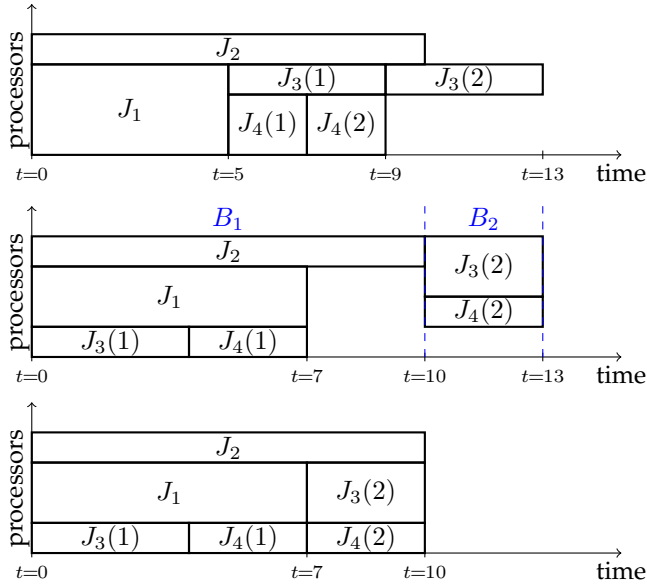 processors
J₂
J₁
J₃(1)
J₃(2)
J₄(1)
J₄(2)
t=0
t=5
t=9
t=13
time
B₁
B₂
processors
J₂
J₃(2)
J₁
J₄(2)
J₃(1)
J₄(1)
t=0
t=7
t=10
t=13
time
processors
J₂
J₁
J₃(2)
J₃(1)
J₄(1)
J₄(2)
t=0
t=7
t=10
time